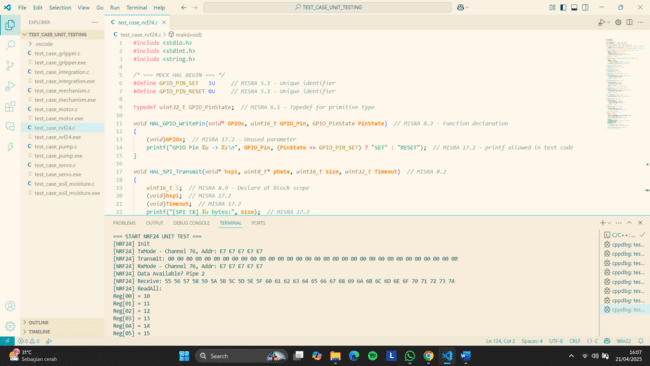 File Edit Selection View Go Run Terminal Help
TEST_CASE_UNIT_TESTING
EXPLORER
TEST_CASE_UNIT_TESTING
.vscode
test_case_gripper.c
test_case_gripper.exe
test_case_integration.c
test_case_integration.exe
test_case_mechanism.c
test_case_mechanism.exe
test_case_motor.c
test_case_motor.exe
test_case_nrf24.c
test_case_nrf24.exe
test_case_pump.c
test_case_pump.exe
test_case_servo.c
test_case_servo.exe
test_case_soil_moisture.c
test_case_soil_moisture.exe
OUTLINE
TIMELINE
test_case_nrf24.c
test_case_nrf24.c > main(void)
1 #include <stdio.h>
2 #include <stdint.h>
3 #include <string.h>
4
5 /* === MOCK HAL BEGIN === */
6 #define GPIO_PIN_SET 1U // MISRA 5.1 - Unique identifier
7 #define GPIO_PIN_RESET 0U // MISRA 5.1 - Unique identifier
8
9 typedef uint32_t GPIO_PinState; // MISRA 6.1 - Typedef for primitive type
10
11 void HAL_GPIO_WritePin(void* GPIOx, uint16_t GPIO_Pin, GPIO_PinState PinState) // MISRA 8.2 - Function declaration
12 {
13 (void)GPIOx; // MISRA 17.2 - Unused parameter
14 printf("GPIO Pin %u -> %s\n", GPIO_Pin, (PinState == GPIO_PIN_SET) ? "SET" : "RESET"); // MISRA 17.2 - printf allowed in test code
15 }
16
17 void HAL_SPI_Transmit(void* hspi, uint8_t* pData, uint16_t Size, uint32_t Timeout) // MISRA 8.2
18 {
19 uint16_t i; // MISRA 8.9 - Declare at block scope
20 (void)hspi; // MISRA 17.2
21 (void)Timeout; // MISRA 17.2
22 printf("[SPI TX] %u bytes:", Size); // MISRA 17.2
PROBLEMS OUTPUT DEBUG CONSOLE TERMINAL PORTS
=== START NRF24 UNIT TEST ===
[NRF24] Init
[NRF24] TxMode - Channel 76, Addr: E7 E7 E7 E7 E7
[NRF24] Transmit: 00 00 00 00 00 00 00 00 00 00 00 00 00 00 00 00 00 00 00 00 00 00 00 00 00 00 00 00 00 00 00 00
[NRF24] RxMode - Channel 76, Addr: E7 E7 E7 E7 E7
[NRF24] Data Available? Pipe 2
[NRF24] Receive: 55 56 57 58 59 5A 5B 5C 5D 5E 5F 60 61 62 63 64 65 66 67 68 69 6A 6B 6C 6D 6E 6F 70 71 72 73 74
[NRF24] ReadAll:
Reg[00] = 10
Reg[01] = 11
Reg[02] = 12
Reg[03] = 13
Reg[04] = 14
Reg[05] = 15
C/C++: ...
cppdbg: tes...
cppdbg: tes...
cppdbg: tes...
cppdbg: tes...
cppdbg: tes...
cppdbg: tes...
cppdbg: tes...
cppdbg: tes...
0 0 Ln 124, Col 2 Spaces: 4 UTF-8 CRLF {} C Win32
31°C
Sebagian cerah
Search
16:07
21/04/2025